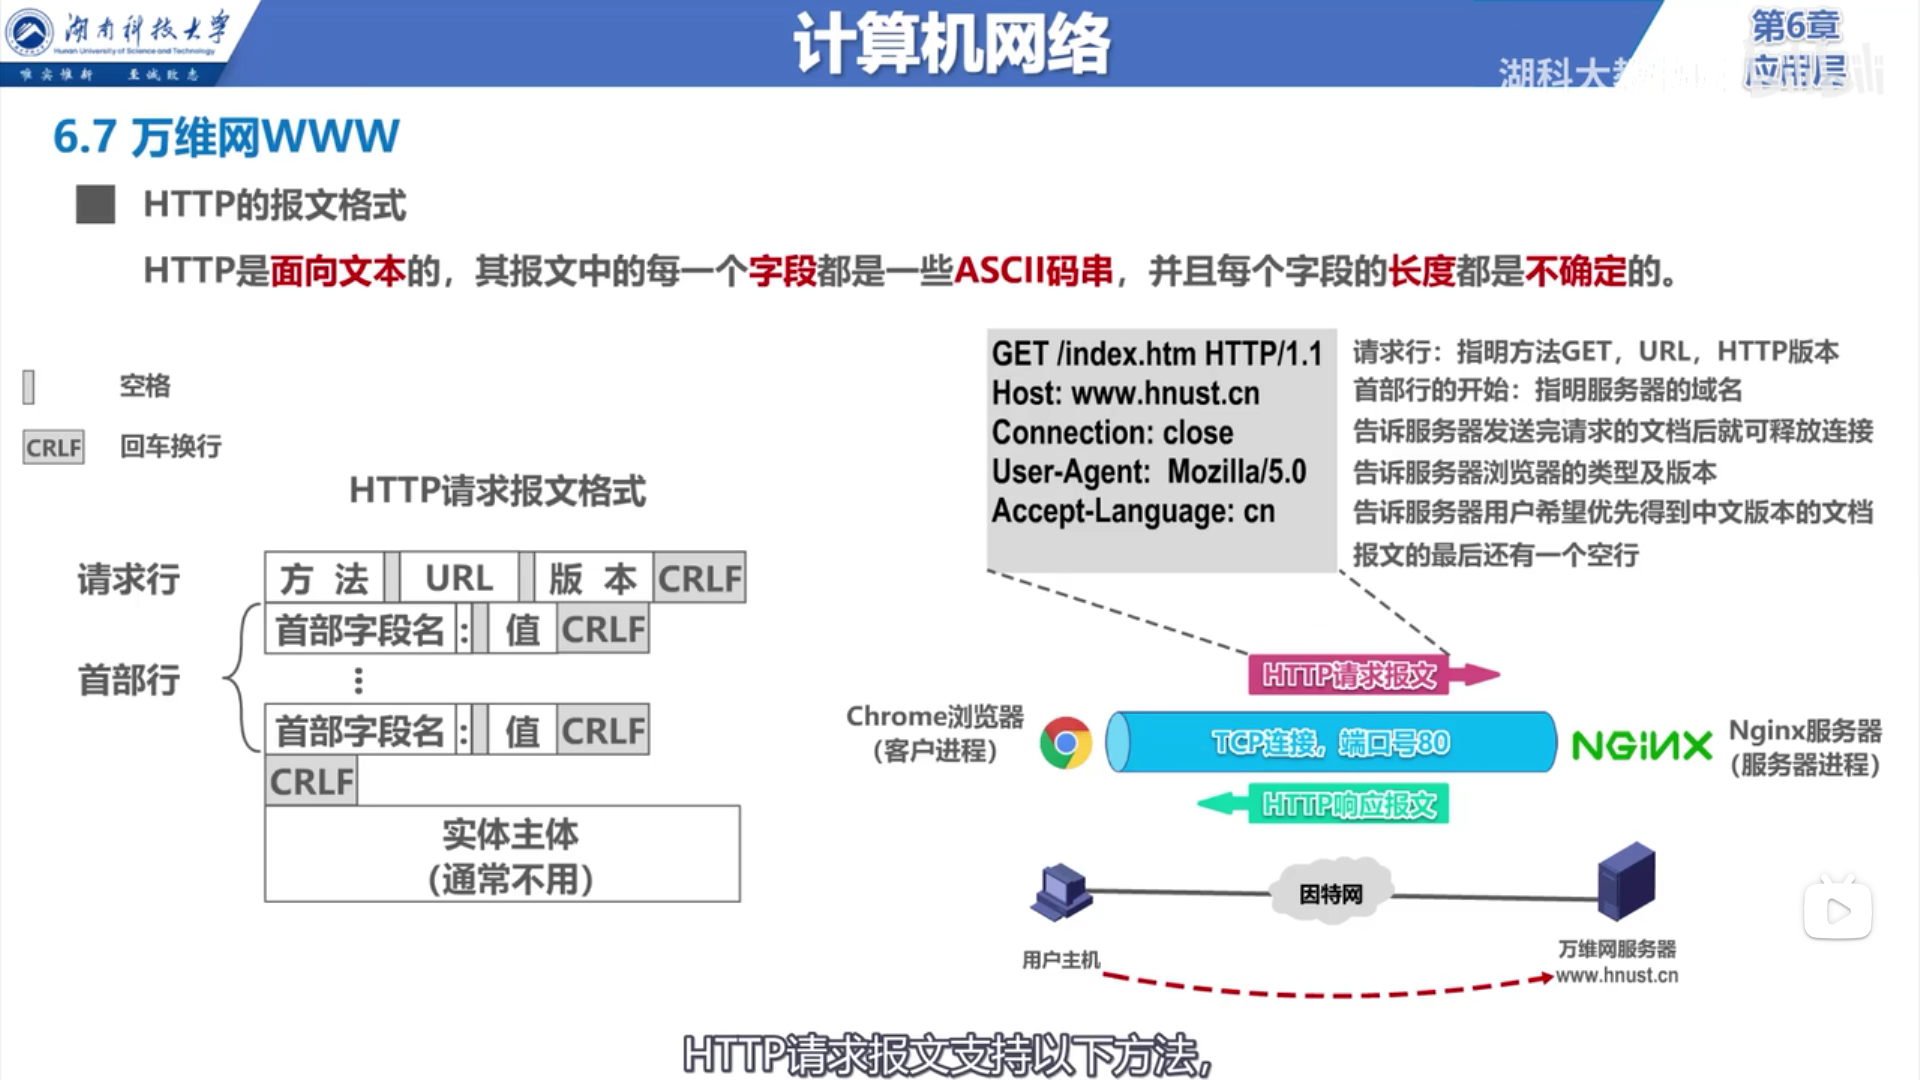 湖南科技大学
Hunan University of Science and Technology
唯实惟新 至诚致志
计算机网络
第6章
应用层
湖科大教
bilibili
6.7 万维网WWW
HTTP的报文格式
HTTP是面向文本的，其报文中的每一个字段都是一些ASCII码串，并且每个字段的长度都是不确定的。
空格
CRLF 回车换行
HTTP请求报文格式
请求行
方 法 URL 版 本 CRLF
首部行
首部字段名 : 值 CRLF
⋮
首部字段名 : 值 CRLF
CRLF
实体主体
（通常不用）
GET /index.htm HTTP/1.1 请求行：指明方法GET，URL，HTTP版本
Host: www.hnust.cn 首部行的开始：指明服务器的域名
Connection: close 告诉服务器发送完请求的文档后就可释放连接
User-Agent: Mozilla/5.0 告诉服务器浏览器的类型及版本
Accept-Language: cn 告诉服务器用户希望优先得到中文版本的文档
报文的最后还有一个空行
HTTP请求报文
Chrome浏览器
（客户进程）
TCP连接，端口号80
NGINX
Nginx服务器
（服务器进程）
HTTP响应报文
因特网
用户主机
万维网服务器
www.hnust.cn
HTTP请求报文支持以下方法，